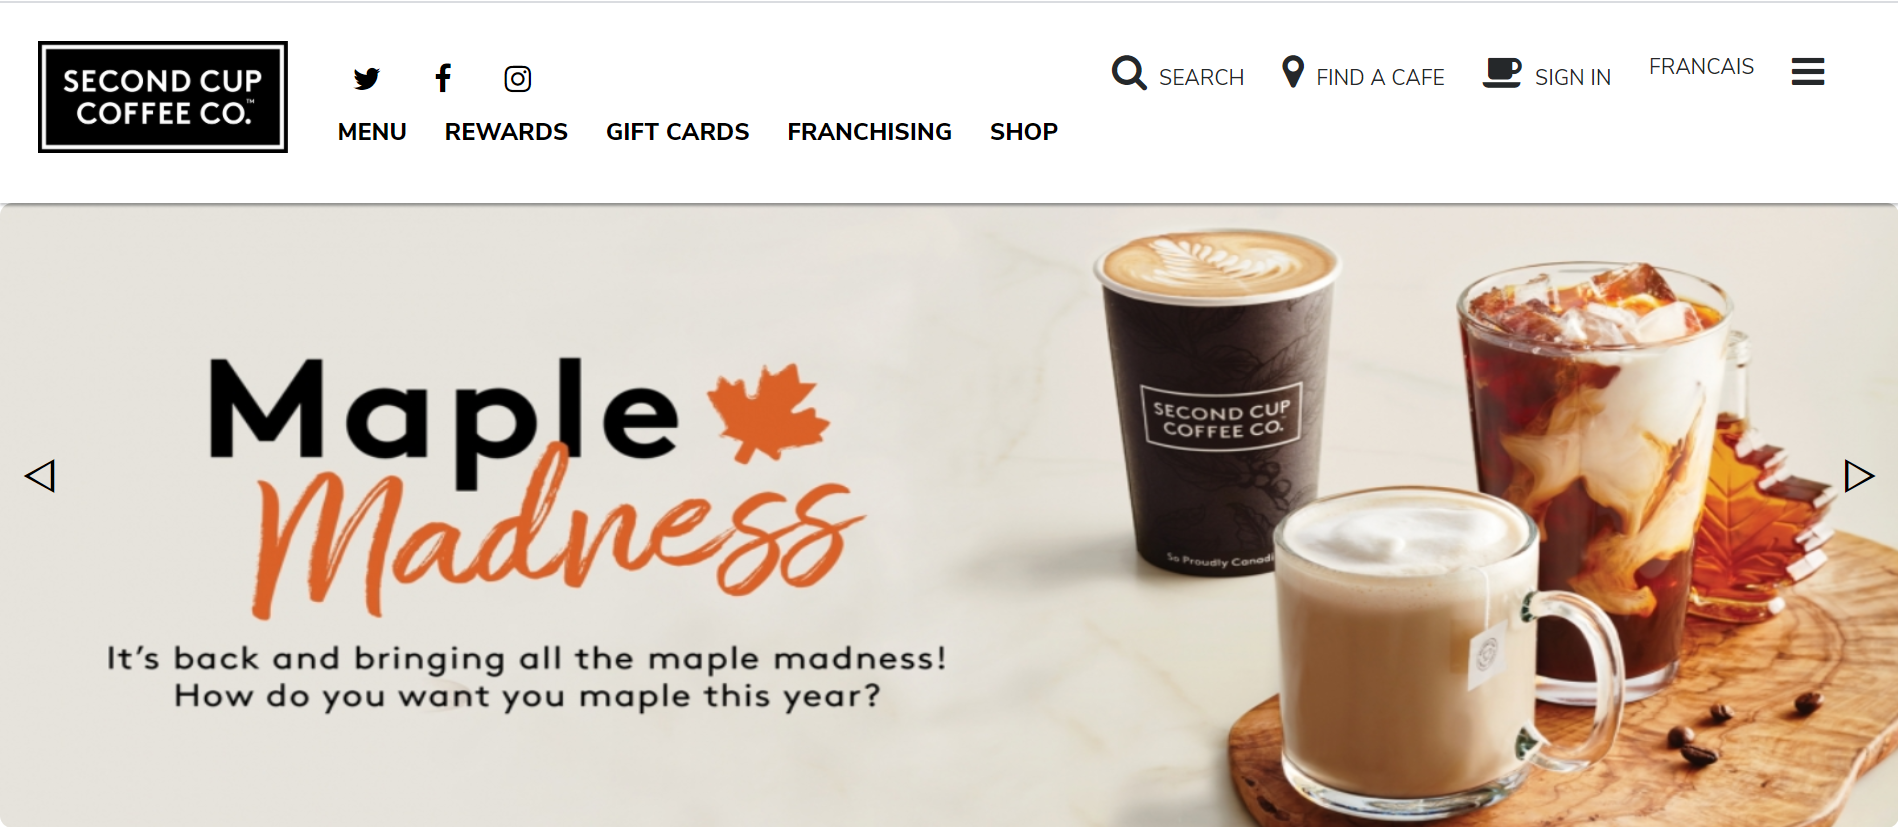 SECOND CUP
COFFEE CO.™
MENU REWARDS GIFT CARDS FRANCHISING SHOP
SEARCH FIND A CAFE SIGN IN FRANCAIS
Maple
Madness
It's back and bringing all the maple madness!
How do you want you maple this year?
SECOND CUP
COFFEE CO.™
So Proudly Canadi